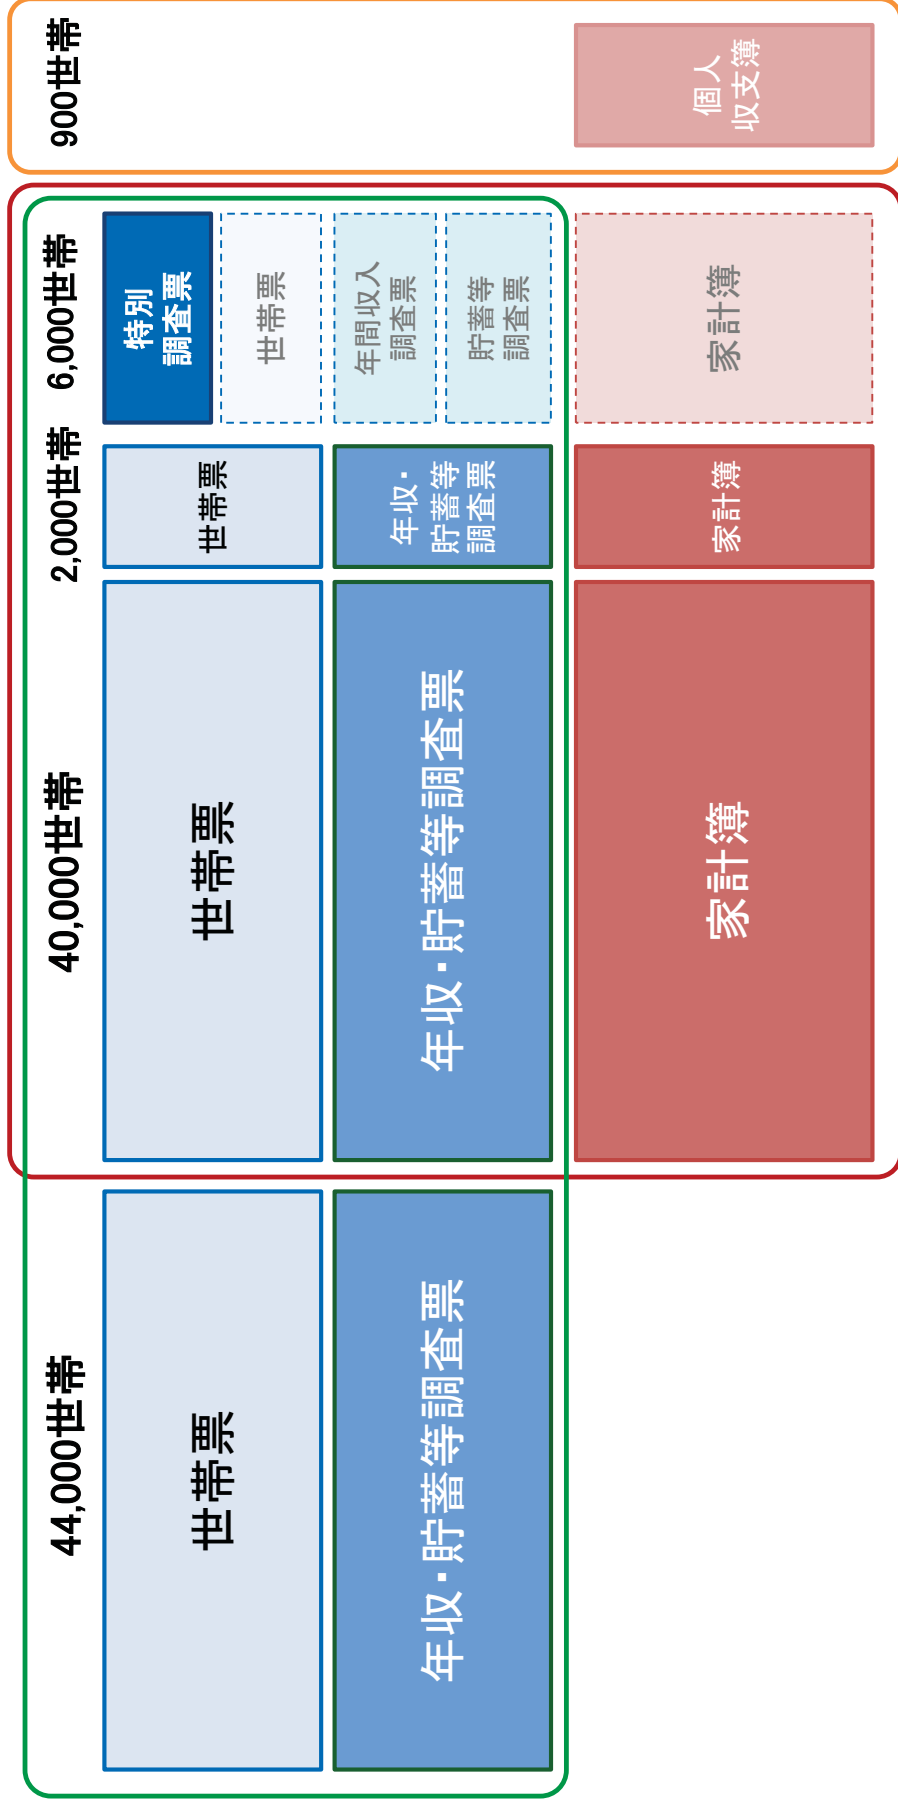 44,000世帯
40,000世帯
2,000世帯
6,000世帯
900世帯
世帯票
世帯票
世帯票
特別
調査票
世帯票
年収・貯蓄等調査票
年収・貯蓄等調査票
年収・
貯蓄等
調査票
年間収入
調査票
貯蓄等
調査票
家計簿
家計簿
家計簿
個人
収支簿